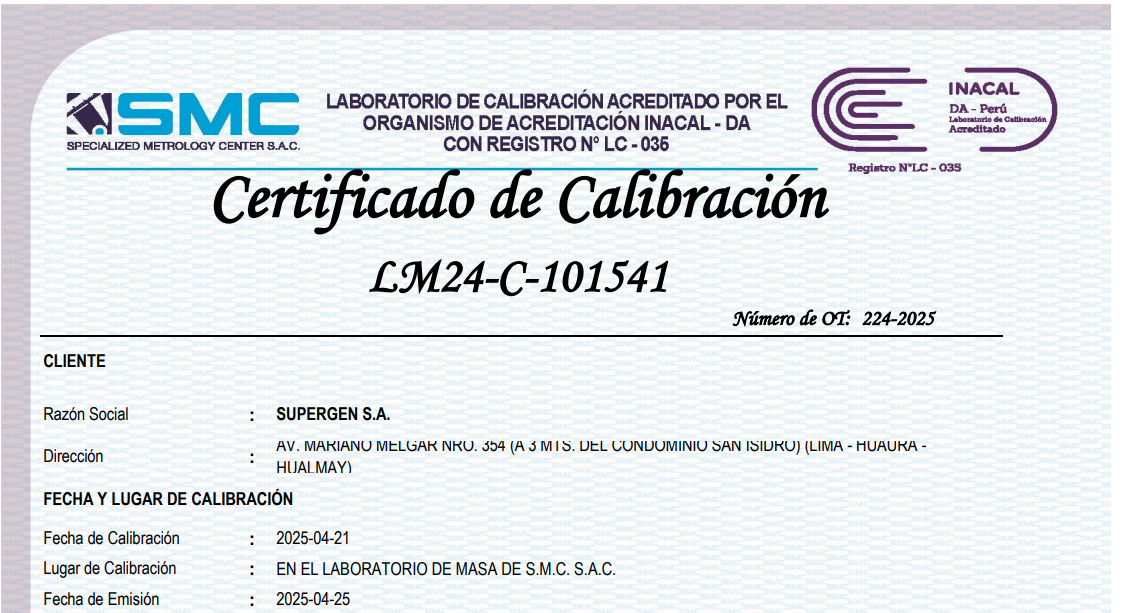 SMC
SPECIALIZED METROLOGY CENTER S.A.C.
LABORATORIO DE CALIBRACIÓN ACREDITADO POR EL
ORGANISMO DE ACREDITACIÓN INACAL - DA
CON REGISTRO N° LC - 035
INACAL
DA - Perú
Laboratorio de Calibración
Acreditado
Registro N°LC - 035
Certificado de Calibración
LM24-C-101541
Número de OT: 224-2025
CLIENTE
Razón Social : SUPERGEN S.A.
Dirección : AV. MARIANO MELGAR NRO. 354 (A 3 MTS. DEL CONDOMINIO SAN ISIDRO) (LIMA - HUAURA -
HUALMAY)
FECHA Y LUGAR DE CALIBRACIÓN
Fecha de Calibración : 2025-04-21
Lugar de Calibración : EN EL LABORATORIO DE MASA DE S.M.C. S.A.C.
Fecha de Emisión : 2025-04-25